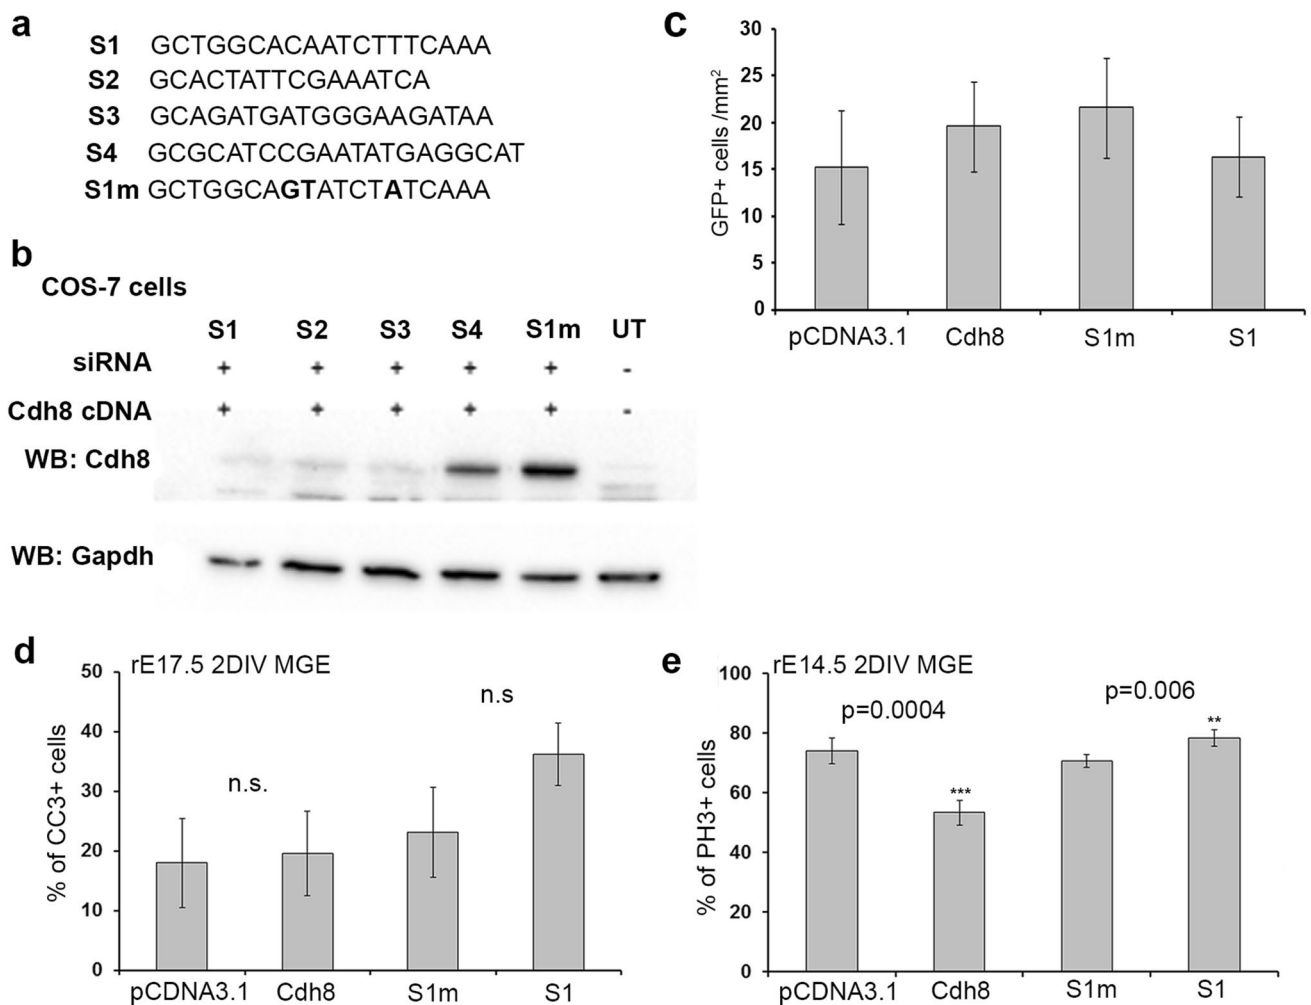 a
S1 GCTGGCACAATCTTTCAAA
S2 GCACTATTCGAAATCA
S3 GCAGATGATGGGAAGATAA
S4 GCGCATCCGAATATGAGGCAT
S1m GCTGGCAGTATCTATCAAA
b
COS-7 cells
S1 S2 S3 S4 S1m UT
siRNA + + + + + -
Cdh8 cDNA + + + + + -
WB: Cdh8
WB: Gapdh
c
GFP+ cells /mm²
30
25
20
15
10
5
0
pCDNA3.1 Cdh8 S1m S1
d
rE17.5 2DIV MGE
% of CC3+ cells
50
40
30
20
10
0
n.s.
n.s
pCDNA3.1 Cdh8 S1m S1
e
rE14.5 2DIV MGE
% of PH3+ cells
100
80
60
40
20
0
p=0.0004
p=0.006
***
**
pCDNA3.1 Cdh8 S1m S1